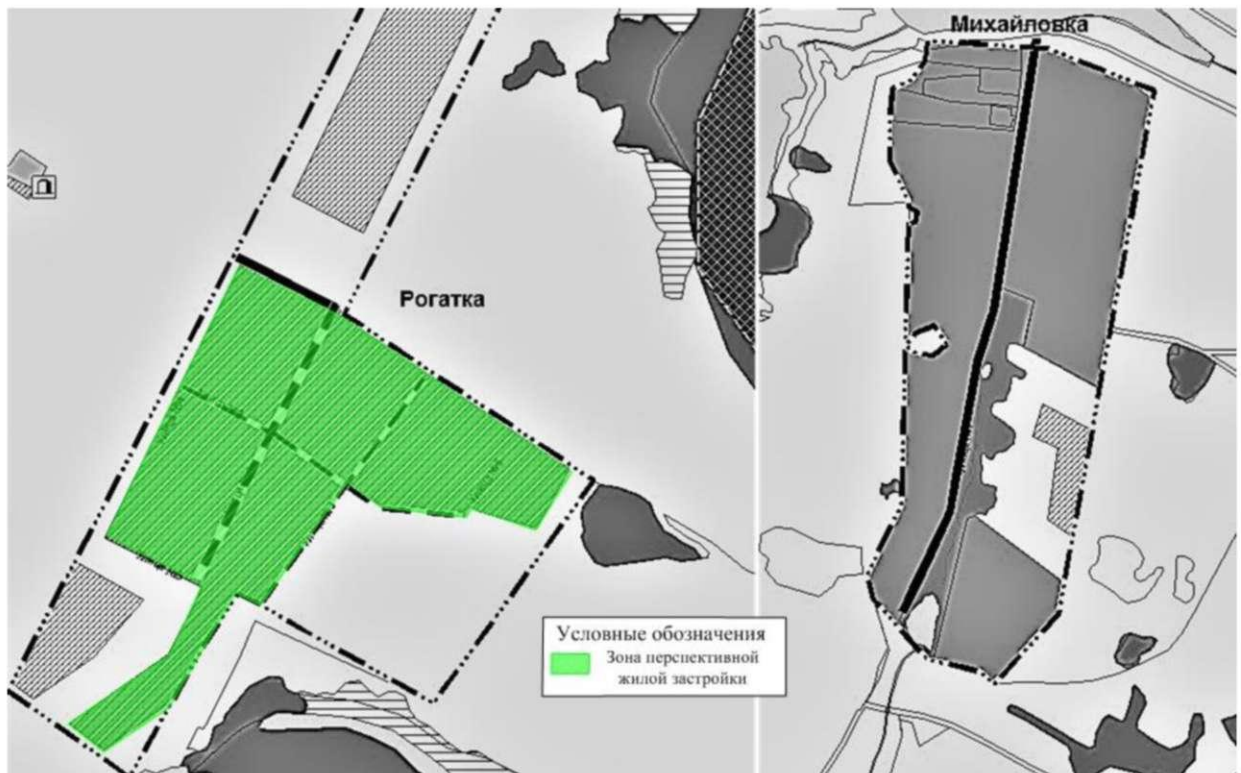 Михайловка
Рогатка
Условные обозначения
Зона перспективной
жилой застройки